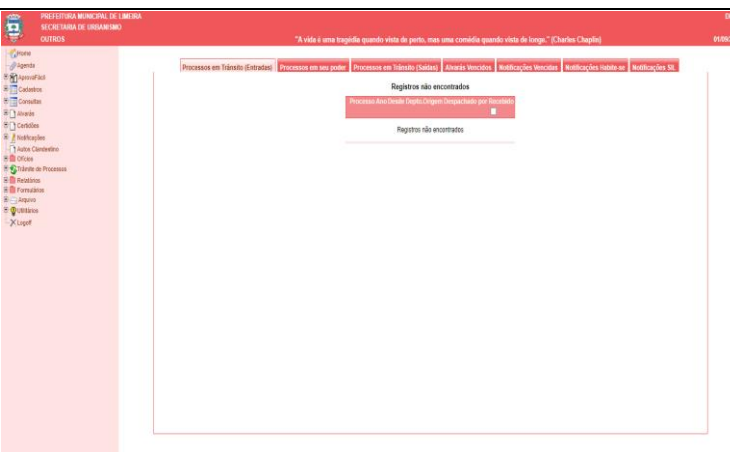 PREFEITURA MUNICIPAL DE LIMEIRA
SECRETARIA DE URBANISMO
OUTROS
"A vida é uma tragédia quando vista de perto, mas uma comédia quando vista de longe." (Charles Chaplin)
Home
Agenda
AprovaFácil
Cadastros
Consultas
Alvarás
Certidões
Notificações
Autos Clandestino
Ofícios
Trâmite de Processos
Relatórios
Formulários
Arquivo
Utilitários
Logoff
Processos em Trânsito (Entradas) Processos em seu poder Processos em Trânsito (Saídas) Alvarás Vencidos Notificações Vencidas Notificações Habite-se Notificações SIL
Registros não encontrados
Processo Ano Desde Depto.Origem Despachado por Recebido
Registros não encontrados